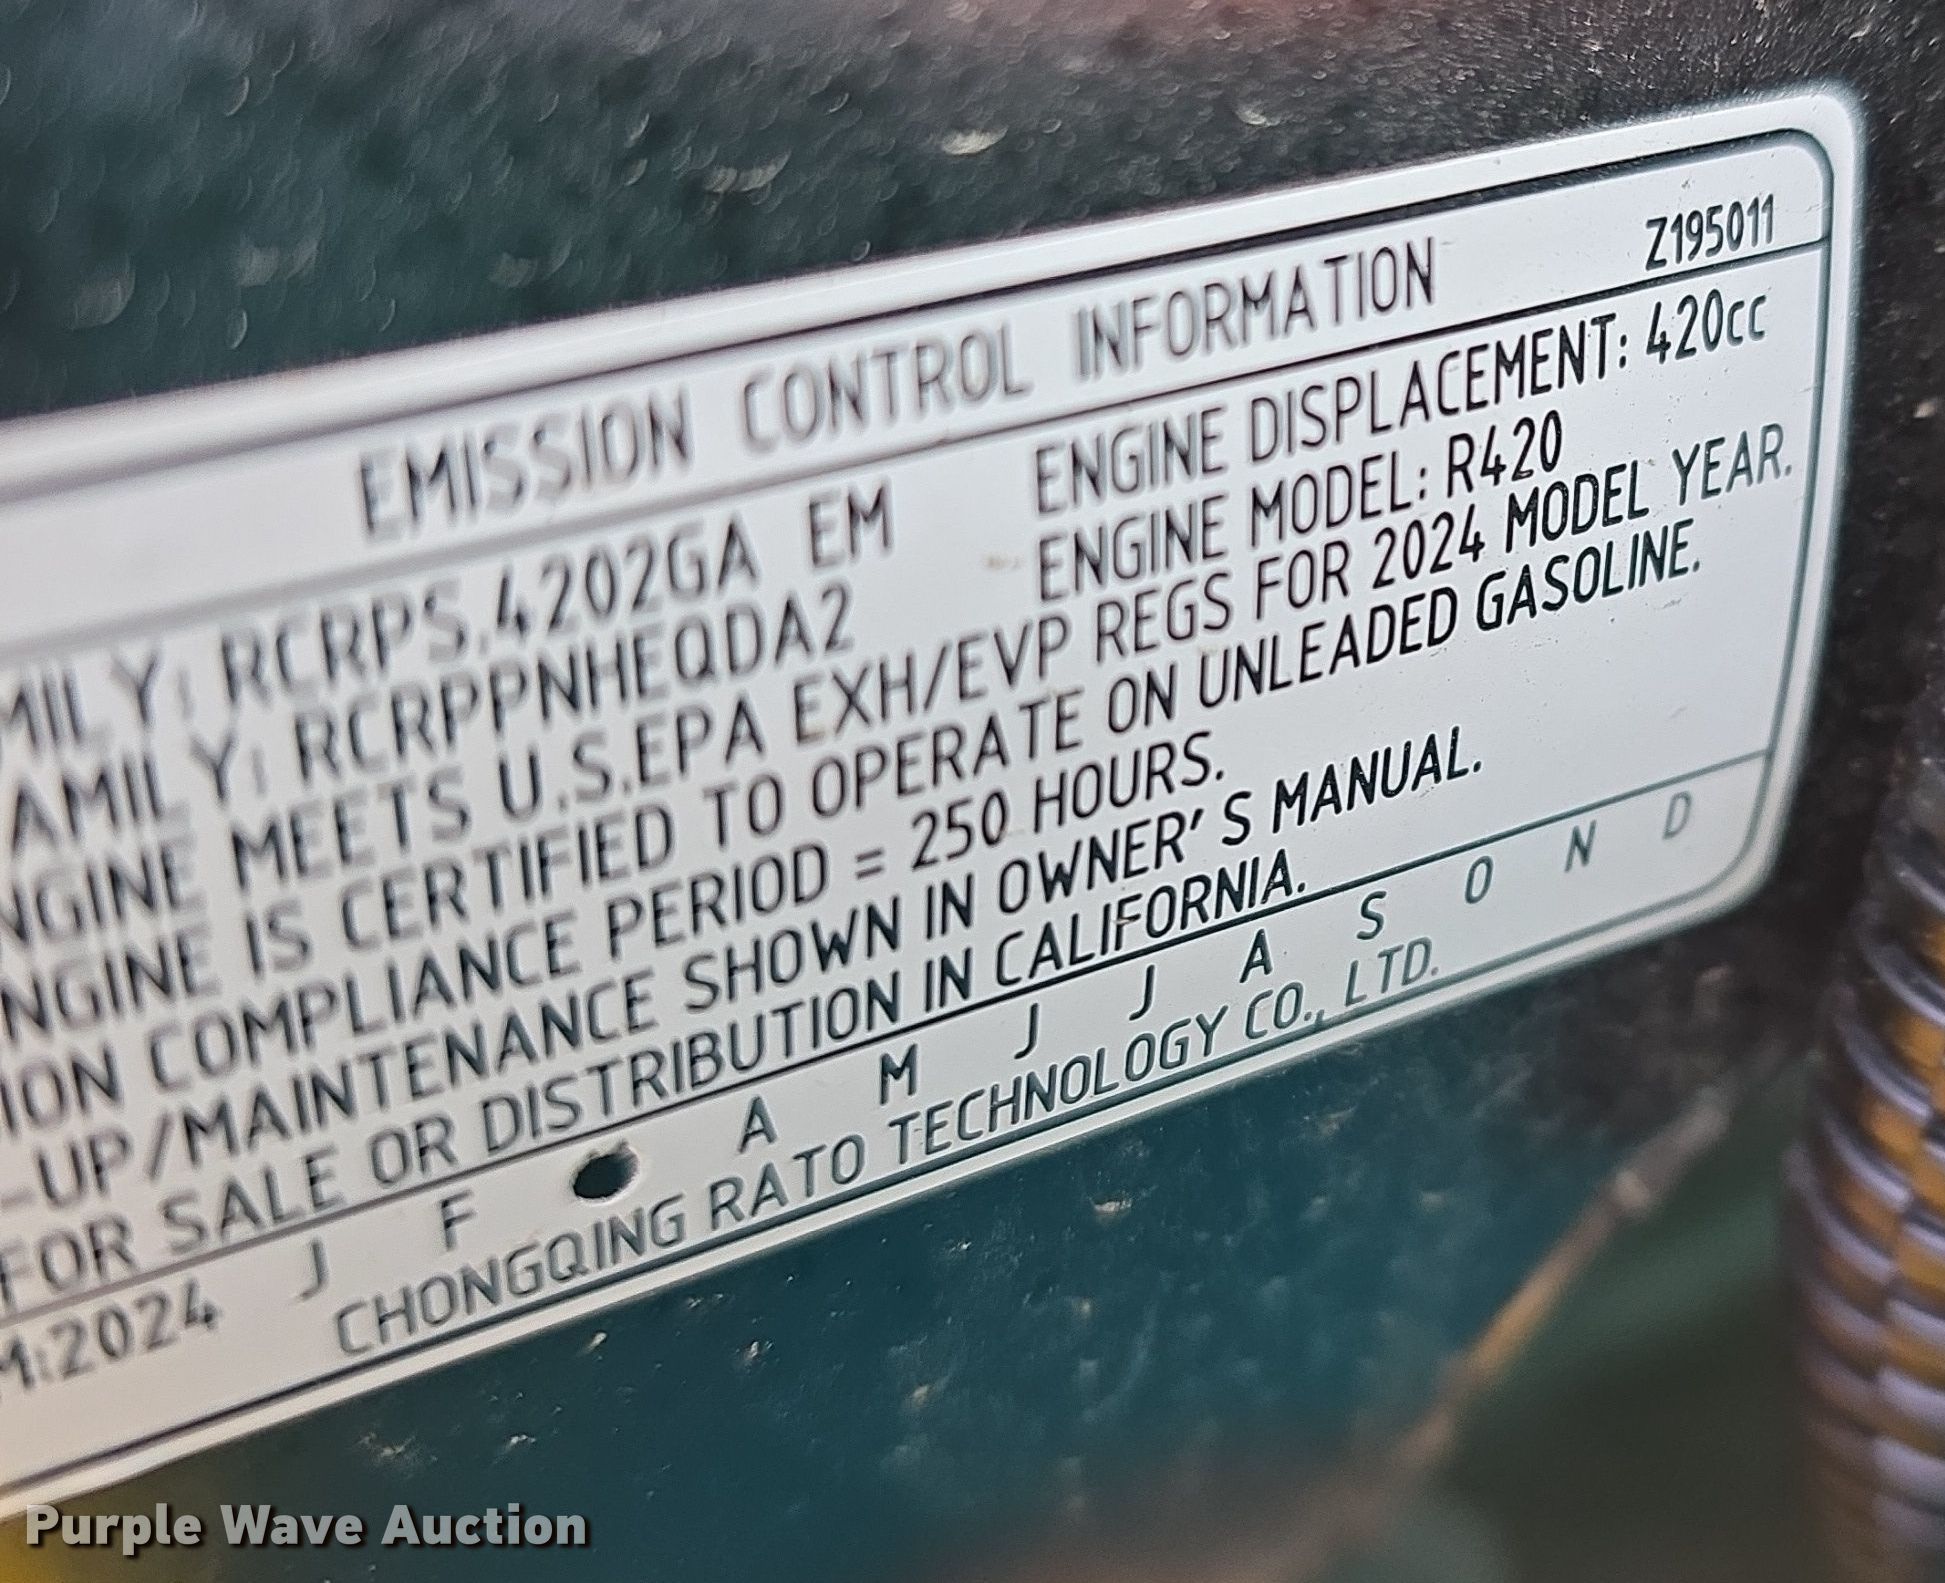 Z195011
EMISSION CONTROL INFORMATION
MILY: RCRPS.4202GA EM ENGINE DISPLACEMENT: 420cc
AMILY: RCRPPNHEQDA2 ENGINE MODEL: R420
NGINE MEETS U.S.EPA EXH/EVP REGS FOR 2024 MODEL YEAR.
NGINE IS CERTIFIED TO OPERATE ON UNLEADED GASOLINE.
ION COMPLIANCE PERIOD = 250 HOURS.
-UP/MAINTENANCE SHOWN IN OWNER'S MANUAL.
FOR SALE OR DISTRIBUTION IN CALIFORNIA.
M:2024 J F A M J J A S O N D
CHONGQING RATO TECHNOLOGY CO., LTD.
Purple Wave Auction